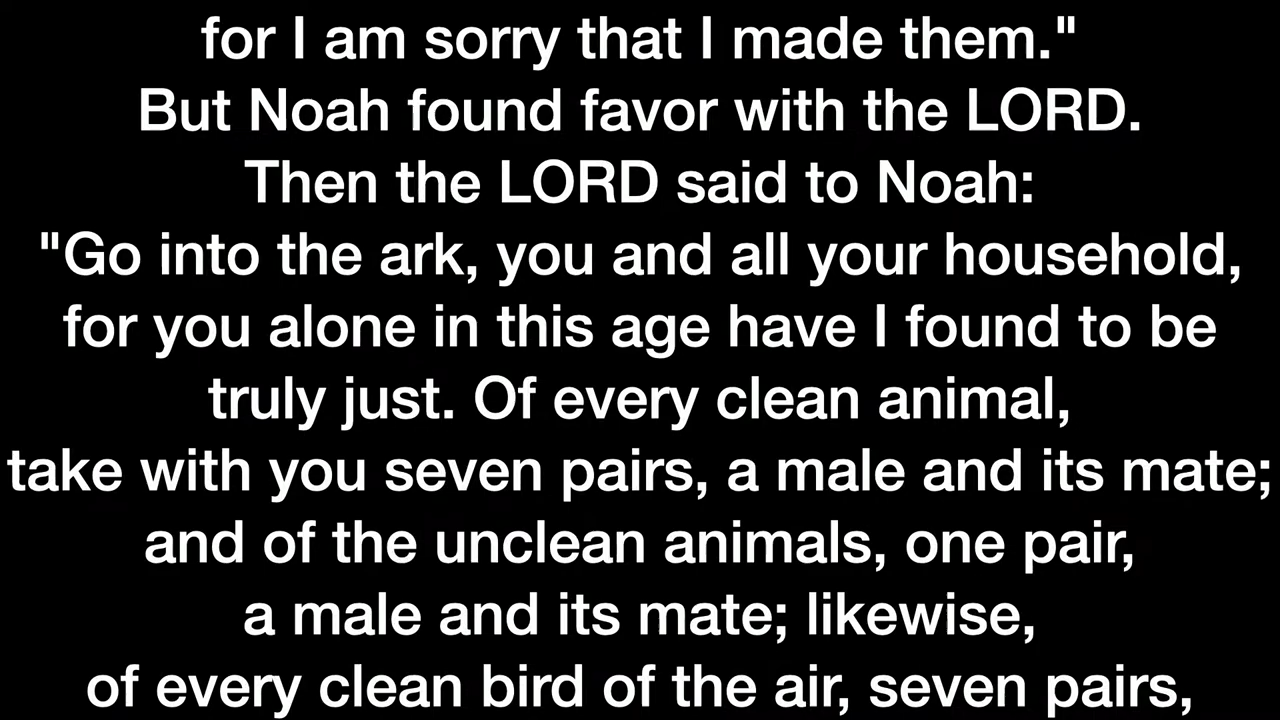 for I am sorry that I made them."
But Noah found favor with the LORD.
Then the LORD said to Noah:
"Go into the ark, you and all your household,
for you alone in this age have I found to be
truly just. Of every clean animal,
take with you seven pairs, a male and its mate;
and of the unclean animals, one pair,
a male and its mate; likewise,
of every clean bird of the air, seven pairs,